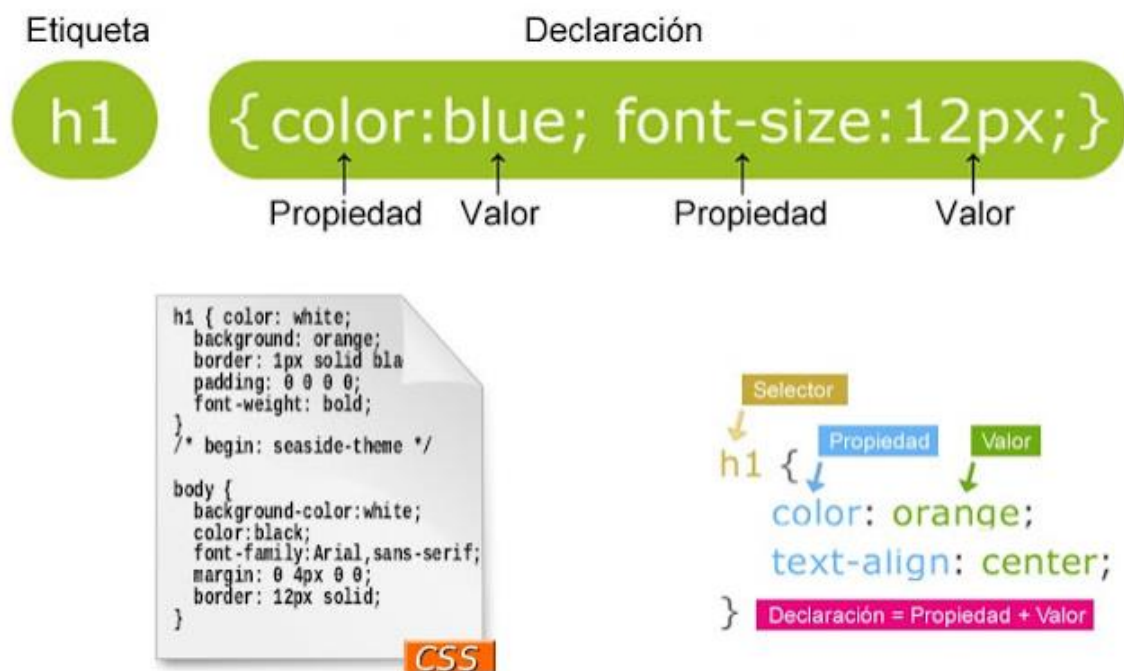 Etiqueta Declaración
h1 { color:blue; font-size:12px; }
Propiedad Valor Propiedad Valor
h1 { color: white;
background: orange;
border: 1px solid bla
padding: 0 0 0 0;
font-weight: bold;
}
/* begin: seaside-theme */
body {
background-color:white;
color:black;
font-family:Arial,sans-serif;
margin: 0 4px 0 0;
border: 12px solid;
}
CSS
Selector
Propiedad Valor
h1 {
color: orange;
text-align: center;
} Declaración = Propiedad + Valor